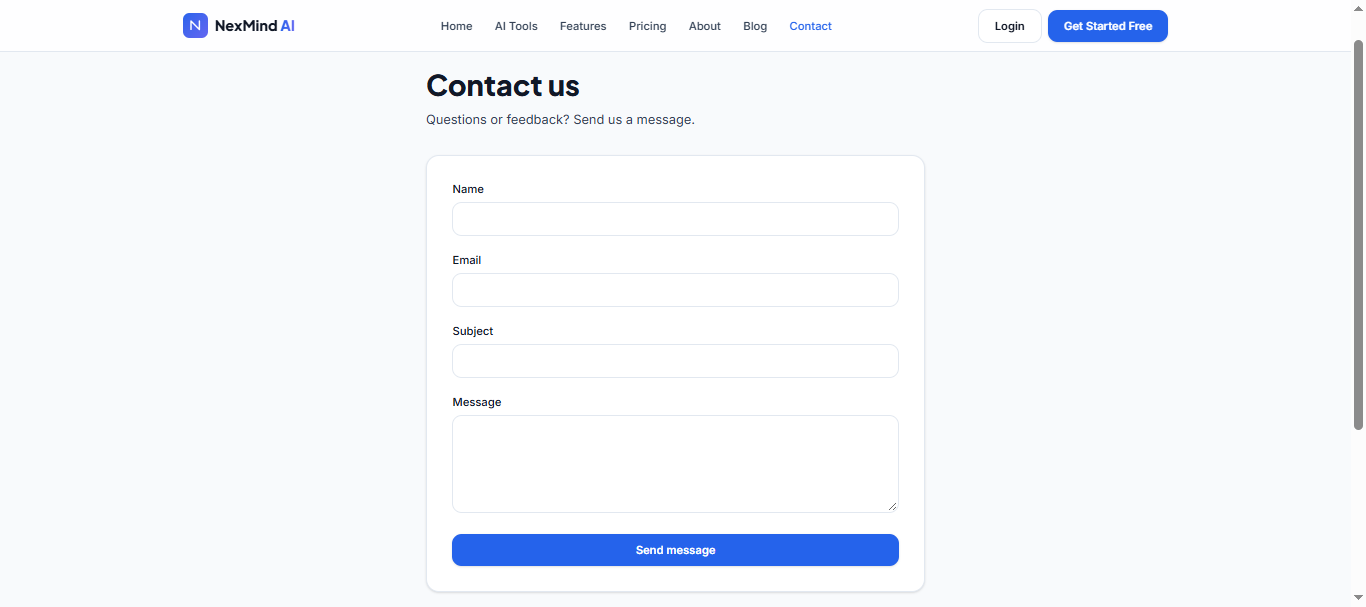 N NexMind AI Home AI Tools Features Pricing About Blog Contact Login Get Started Free
Contact us
Questions or feedback? Send us a message.
Name
Email
Subject
Message
Send message